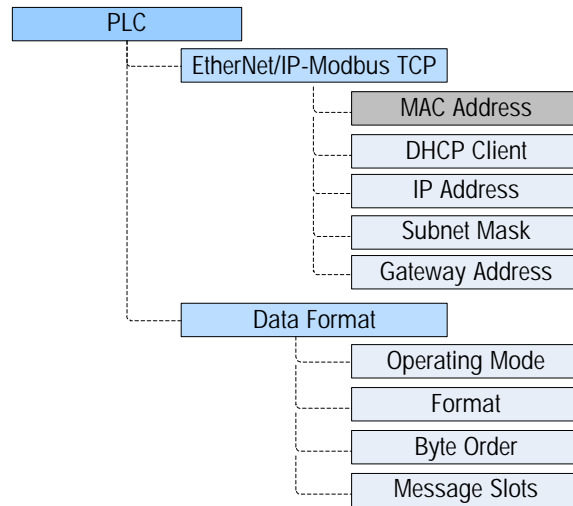 PLC
EtherNet/IP-Modbus TCP
MAC Address
DHCP Client
IP Address
Subnet Mask
Gateway Address
Data Format
Operating Mode
Format
Byte Order
Message Slots